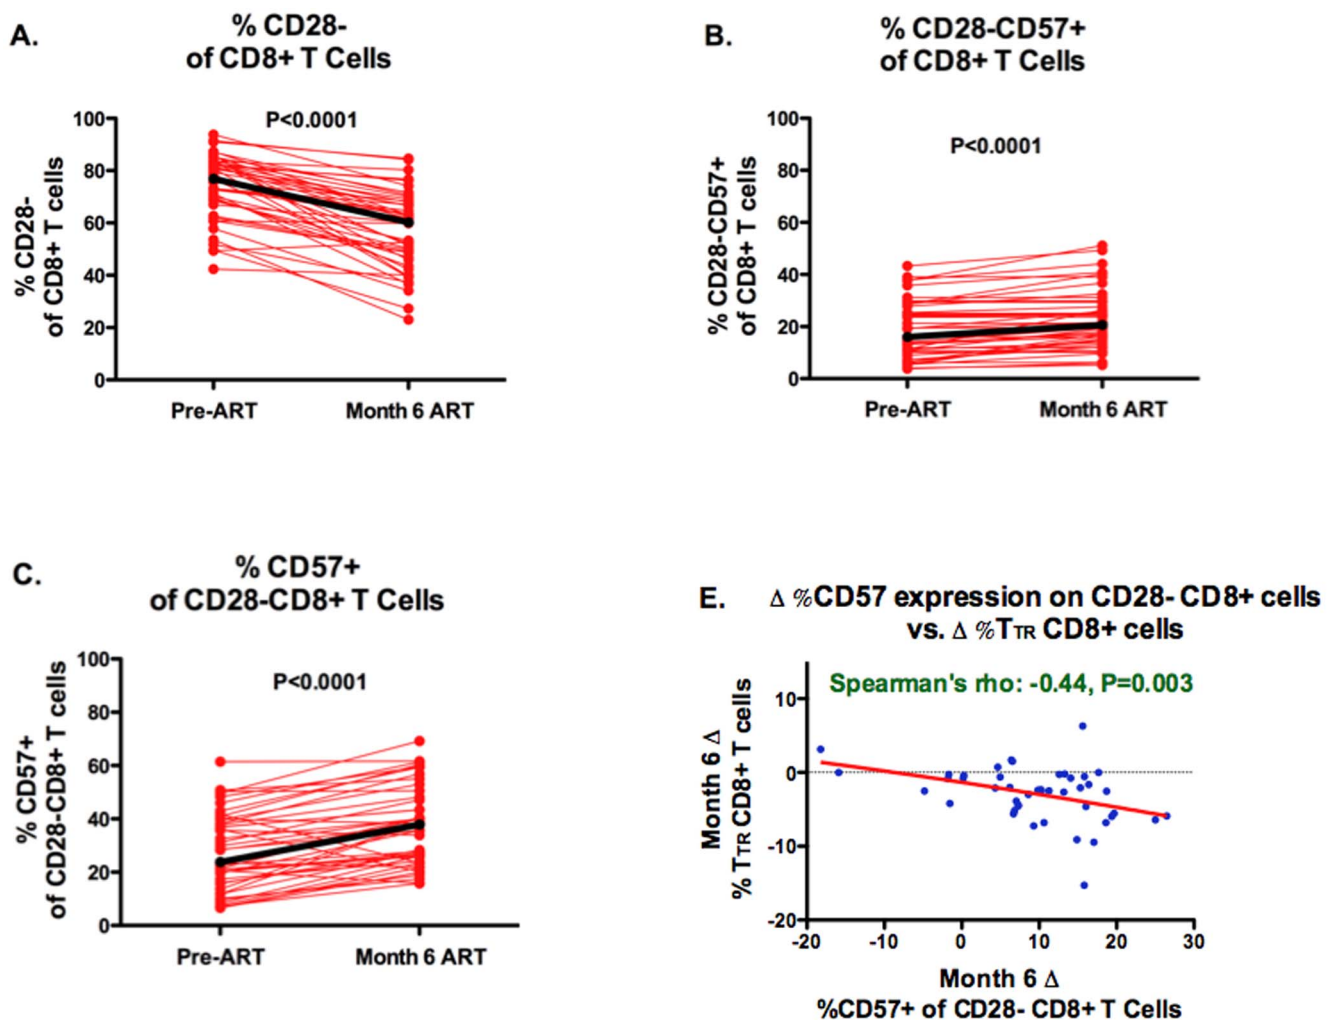 A.
% CD28-
of CD8+ T Cells
P<0.0001
100
80
60
40
20
0
% CD28-
of CD8+ T cells
Pre-ART
Month 6 ART
B.
% CD28-CD57+
of CD8+ T Cells
P<0.0001
100
80
60
40
20
0
% CD28-CD57+
of CD8+ T cells
Pre-ART
Month 6 ART
C.
% CD57+
of CD28-CD8+ T Cells
P<0.0001
100
80
60
40
20
0
% CD57+
of CD28-CD8+ T cells
Pre-ART
Month 6 ART
E.
Δ %CD57 expression on CD28- CD8+ cells
vs. Δ %TTR CD8+ cells
Spearman's rho: -0.44, P=0.003
10
0
-10
-20
Month 6 Δ
% TTR CD8+ T cells
-20
-10
0
10
20
30
Month 6 Δ
%CD57+ of CD28- CD8+ T Cells